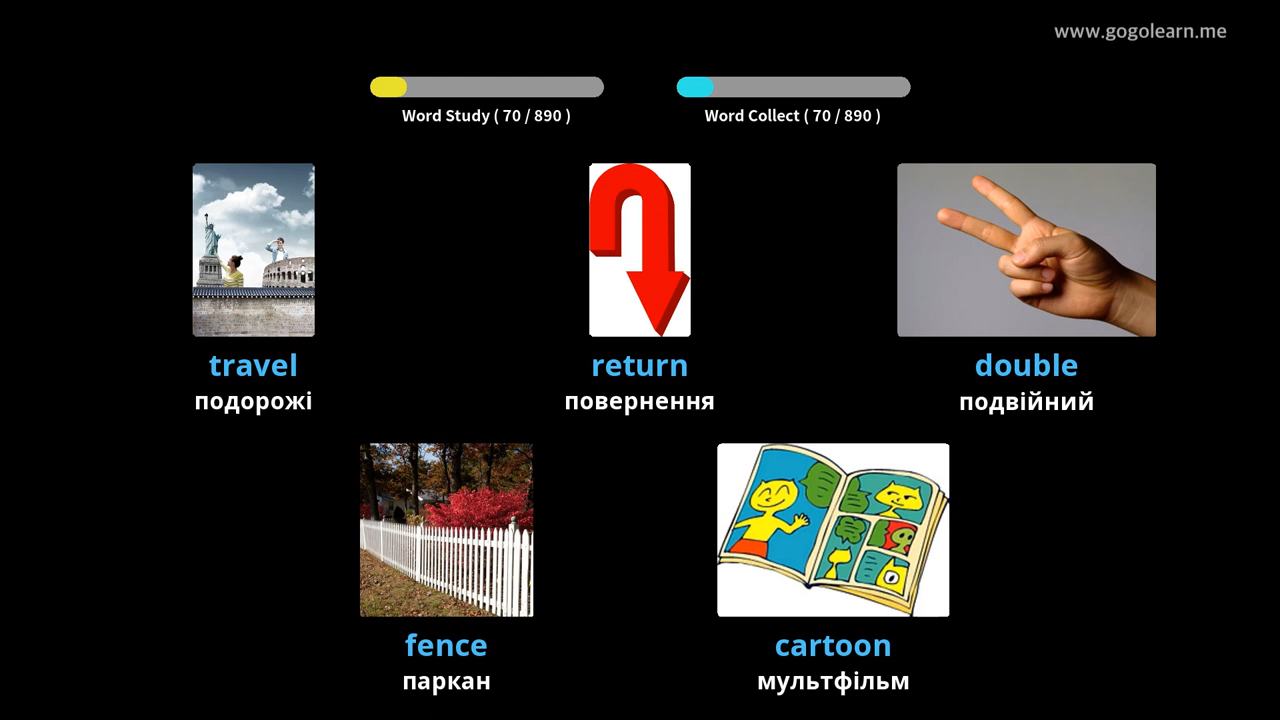 www.gogolearn.me
Word Study ( 70 / 890 )
Word Collect ( 70 / 890 )
travel
подорожі
return
повернення
double
подвійний
fence
паркан
cartoon
мультфільм